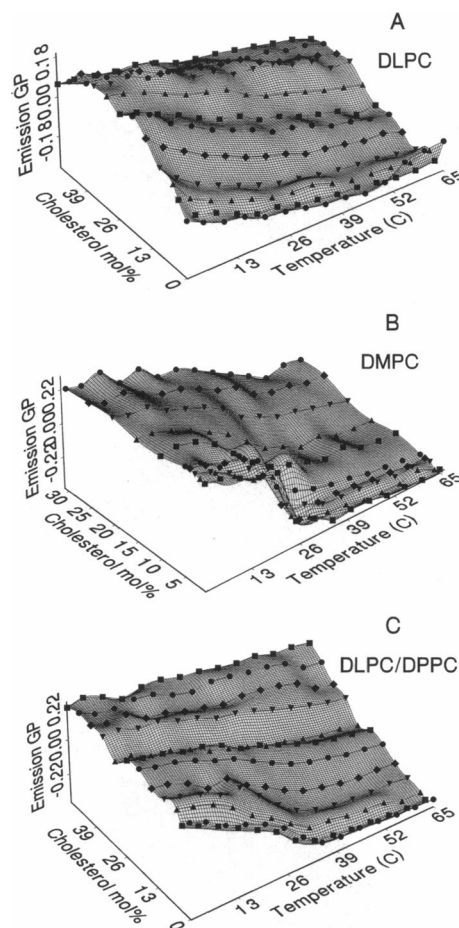 A
DLPC
Emission GP
-0.18 0.00 0.18
Cholesterol mol%
39 26 13 0
Temperature (C)
13 26 39 52 65
B
DMPC
Emission GP
-0.22 0.00 0.22
Cholesterol mol%
30 25 20 15 10 5
Temperature (C)
13 26 39 52 65
C
DLPC/DPPC
Emission GP
-0.22 0.00 0.22
Cholesterol mol%
39 26 13 0
Temperature (C)
13 26 39 52 65